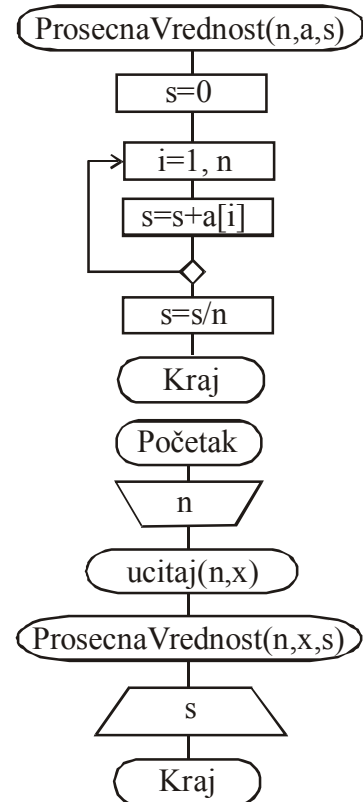 ProsecnaVrednost(n,a,s)
s=0
i=1, n
s=s+a[i]
s=s/n
Kraj
Početak
n
ucitaj(n,x)
ProsecnaVrednost(n,x,s)
s
Kraj